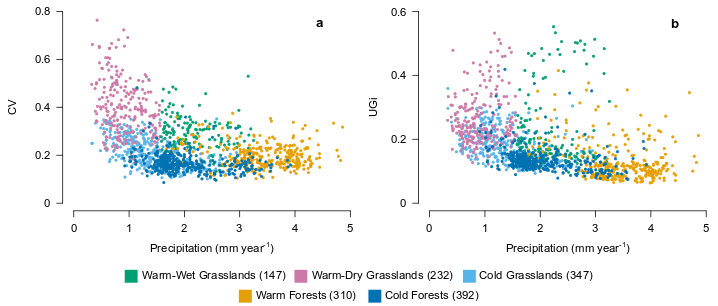 a
0.8
0.6
0.4
0.2
0
CV
0 1 2 3 4 5
Precipitation (mm year-1)
b
0.6
0.4
0.2
0
UGi
0 1 2 3 4 5
Precipitation (mm year-1)
Warm-Wet Grasslands (147) Warm-Dry Grasslands (232) Cold Grasslands (347)
Warm Forests (310) Cold Forests (392)